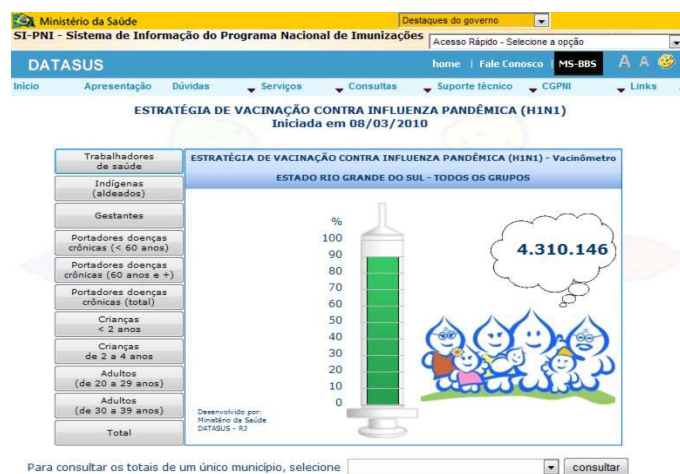 Ministério da Saúde
Destaques do governo
SI-PNI - Sistema de Informação do Programa Nacional de Imunizações
Acesso Rápido - Selecione a opção
DATASUS
home | Fale Conosco | MS-BBS
A A
Início Apresentação Dúvidas Serviços Consultas Suporte técnico CGPNI Links
ESTRATÉGIA DE VACINAÇÃO CONTRA INFLUENZA PANDÊMICA (H1N1)
Iniciada em 08/03/2010
Trabalhadores
de saúde
Indígenas
(aldeados)
Gestantes
Portadores doenças
crônicas (< 60 anos)
Portadores doenças
crônicas (60 anos e +)
Portadores doenças
crônicas (total)
Crianças
< 2 anos
Crianças
de 2 a 4 anos
Adultos
(de 20 a 29 anos)
Adultos
(de 30 a 39 anos)
Total
ESTRATÉGIA DE VACINAÇÃO CONTRA INFLUENZA PANDÊMICA (H1N1) - Vacinômetro
ESTADO RIO GRANDE DO SUL - TODOS OS GRUPOS
%
100
90
80
70
60
50
40
30
20
10
0
4.310.146
Desenvolvido por:
Ministério da Saúde
DATASUS - RJ
Para consultar os totais de um único município, selecione
consultar